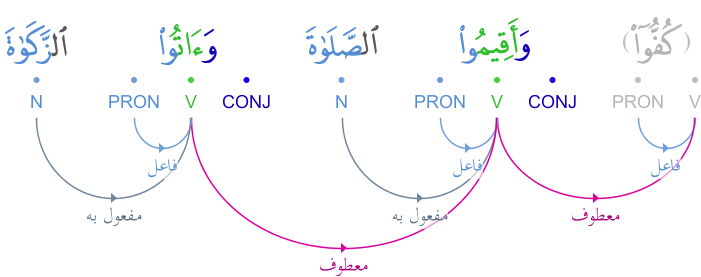 (كُفُّوٓا۟) وَأَقِيمُوا۟ ٱلصَّلَوٰةَ وَءَاتُوا۟ ٱلزَّكَوٰةَ
V PRON CONJ V PRON N CONJ V PRON N
فاعل فاعل فاعل
معطوف مفعول به مفعول به
معطوف